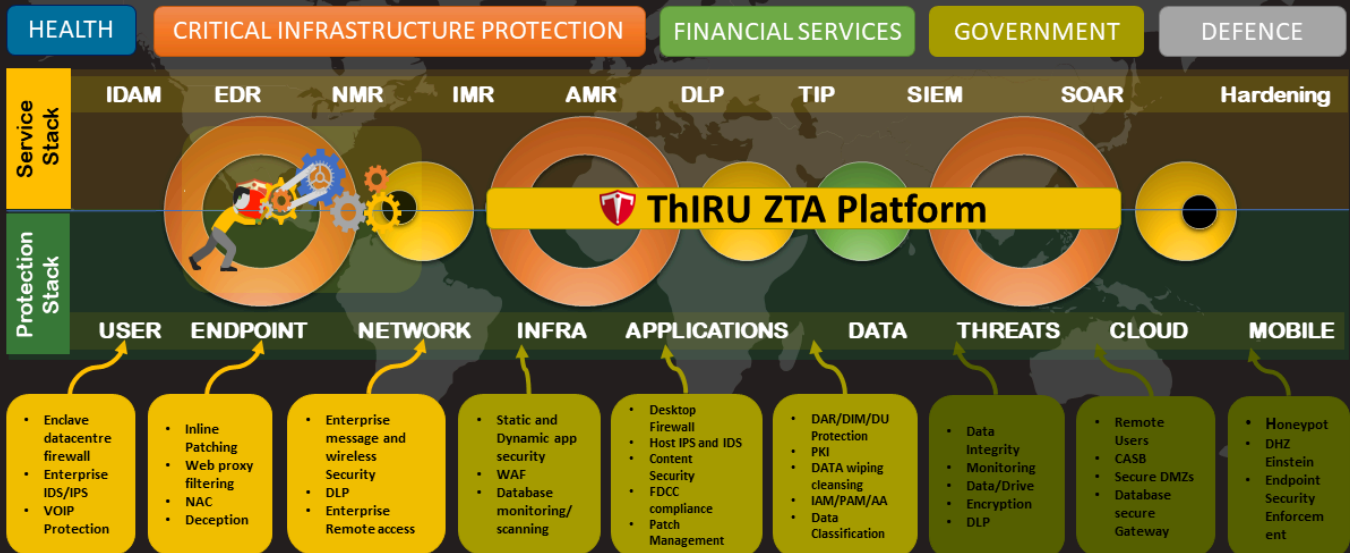 HEALTH
CRITICAL INFRASTRUCTURE PROTECTION
FINANCIAL SERVICES
GOVERNMENT
DEFENCE
Service
Stack
IDAM EDR NMR IMR AMR DLP TIP SIEM SOAR Hardening
ThIRU ZTA Platform
Protection
Stack
USER ENDPOINT NETWORK INFRA APPLICATIONS DATA THREATS CLOUD MOBILE
• Enclave
datacentre
firewall
• Enterprise
IDS/IPS
• VOIP
Protection
• Inline
Patching
• Web proxy
filtering
• NAC
• Deception
• Enterprise
message and
wireless
Security
• DLP
• Enterprise
Remote access
• Static and
Dynamic app
security
• WAF
• Database
monitoring/
scanning
• Desktop
Firewall
• Host IPS and IDS
• Content
Security
• FDCC
compliance
• Patch
Management
• DAR/DIM/DU
Protection
• PKI
• DATA wiping
cleansing
• IAM/PAM/AA
• Data
Classification
• Data
Integrity
• Monitoring
• Data/Drive
• Encryption
• DLP
• Remote
Users
• CASB
• Secure DMZs
• Database
secure
Gateway
• Honeypot
• DHZ
Einstein
• Endpoint
Security
Enforcem
ent